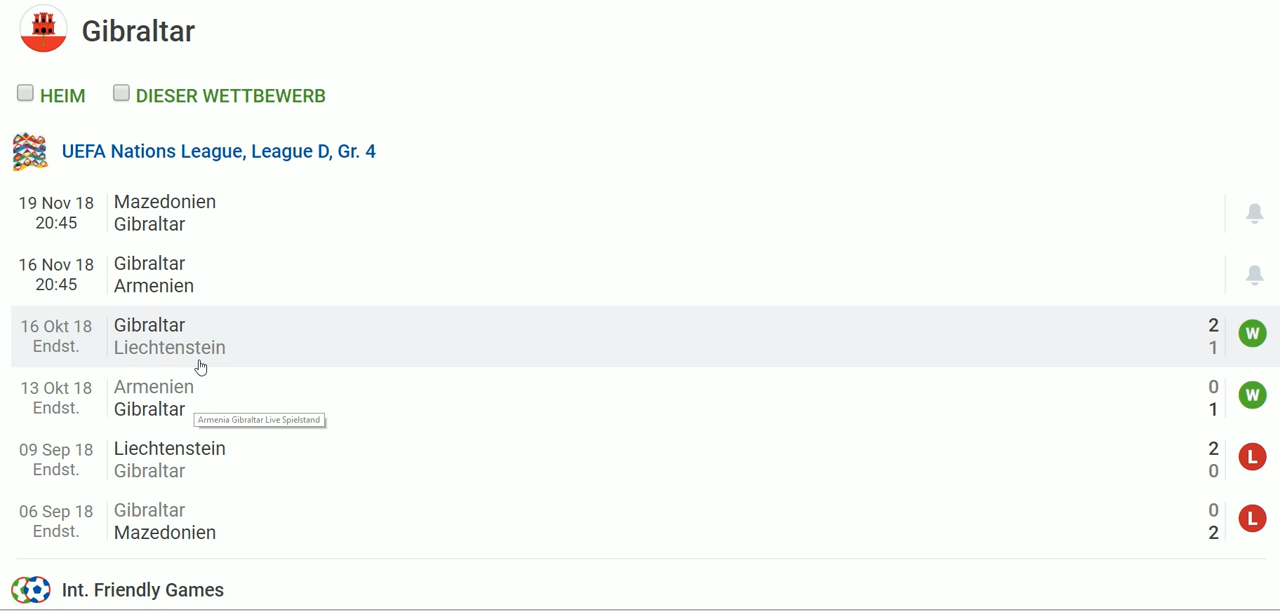 Gibraltar
HEIM DIESER WETTBEWERB
UEFA Nations League, League D, Gr. 4
19 Nov 18 Mazedonien
20:45 Gibraltar
16 Nov 18 Gibraltar
20:45 Armenien
16 Okt 18 Gibraltar 2
Endst. Liechtenstein 1
W
13 Okt 18 Armenien 0
Endst. Gibraltar 1
W
Armenia Gibraltar Live Spielstand
09 Sep 18 Liechtenstein 2
Endst. Gibraltar 0
L
06 Sep 18 Gibraltar 0
Endst. Mazedonien 2
L
Int. Friendly Games